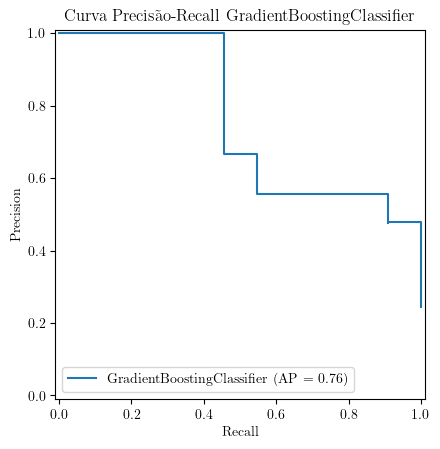 Curva Precisão-Recall GradientBoostingClassifier
1.0
0.8
0.6
0.4
0.2
0.0
Precision
GradientBoostingClassifier (AP = 0.76)
0.0 0.2 0.4 0.6 0.8 1.0
Recall